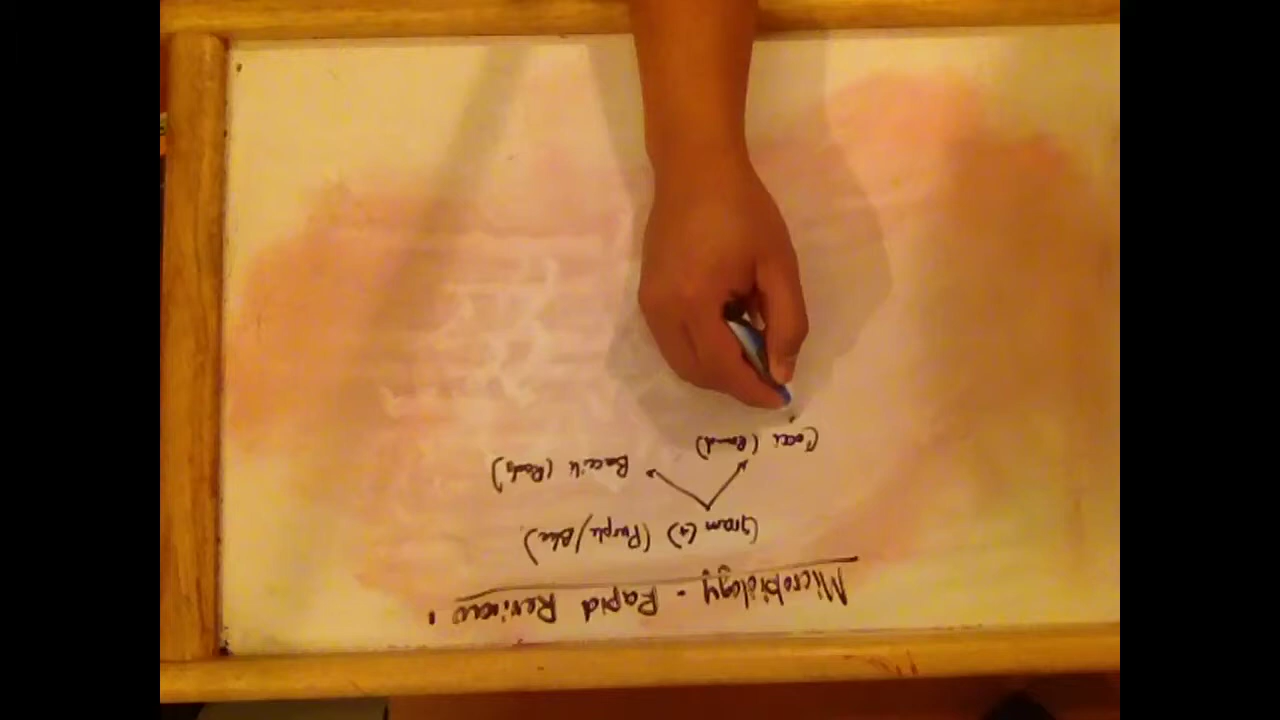 Microbiology - Rapid Review.
Gram (+) (Purple/Blue)
Cocci (Round)
Bacilli (Rods)